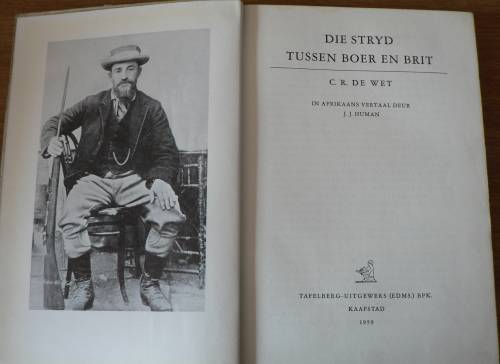 DIE STRYD
TUSSEN BOER EN BRIT
C. R. DE WET
IN AFRIKAANS VERTAAL DEUR
J. J. HUMAN
TAFELBERG-UITGEWERS (EDMS.) BPK.
KAAPSTAD
1959